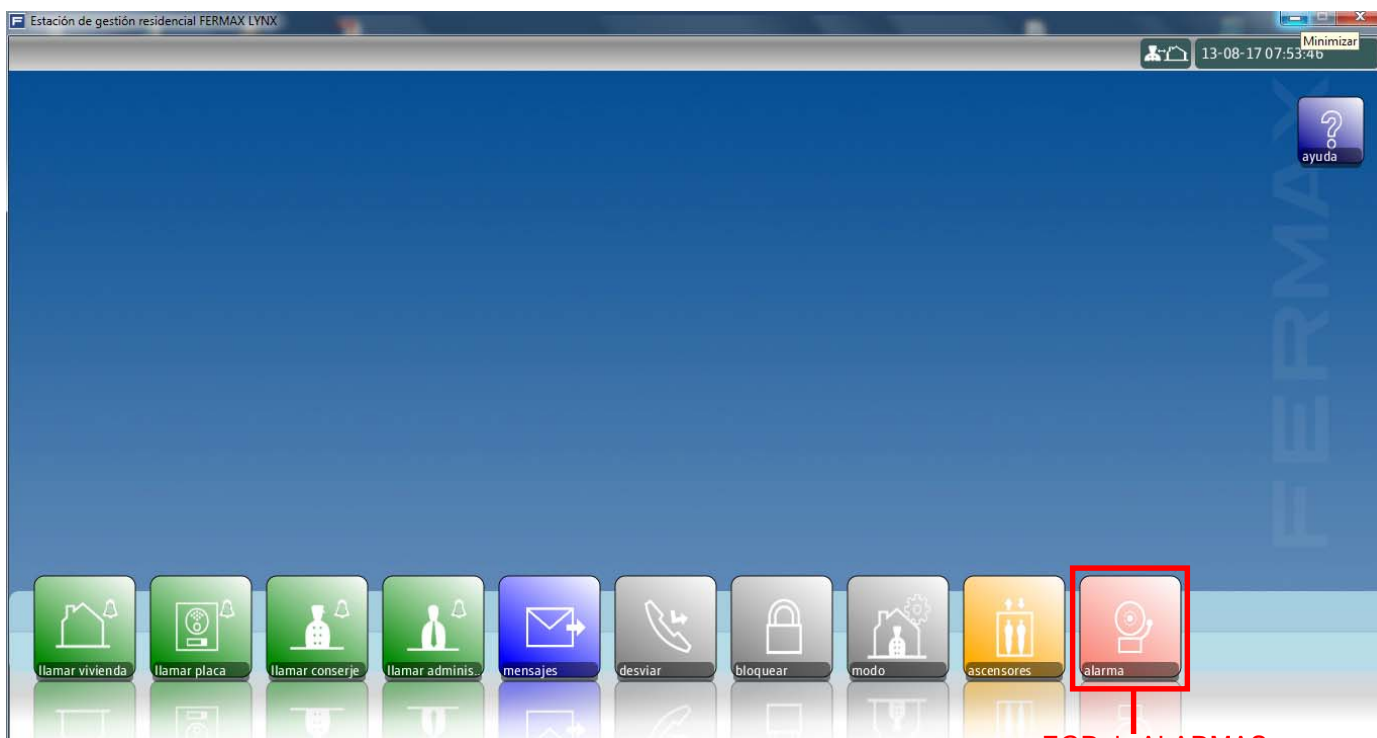 Estación de gestión residencial FERMAX LYNX
Minimizar
13-08-17 07:53:46
ayuda
FERMAX
llamar vivienda
llamar placa
llamar conserje
llamar adminis.
mensajes
desviar
bloquear
modo
ascensores
alarma